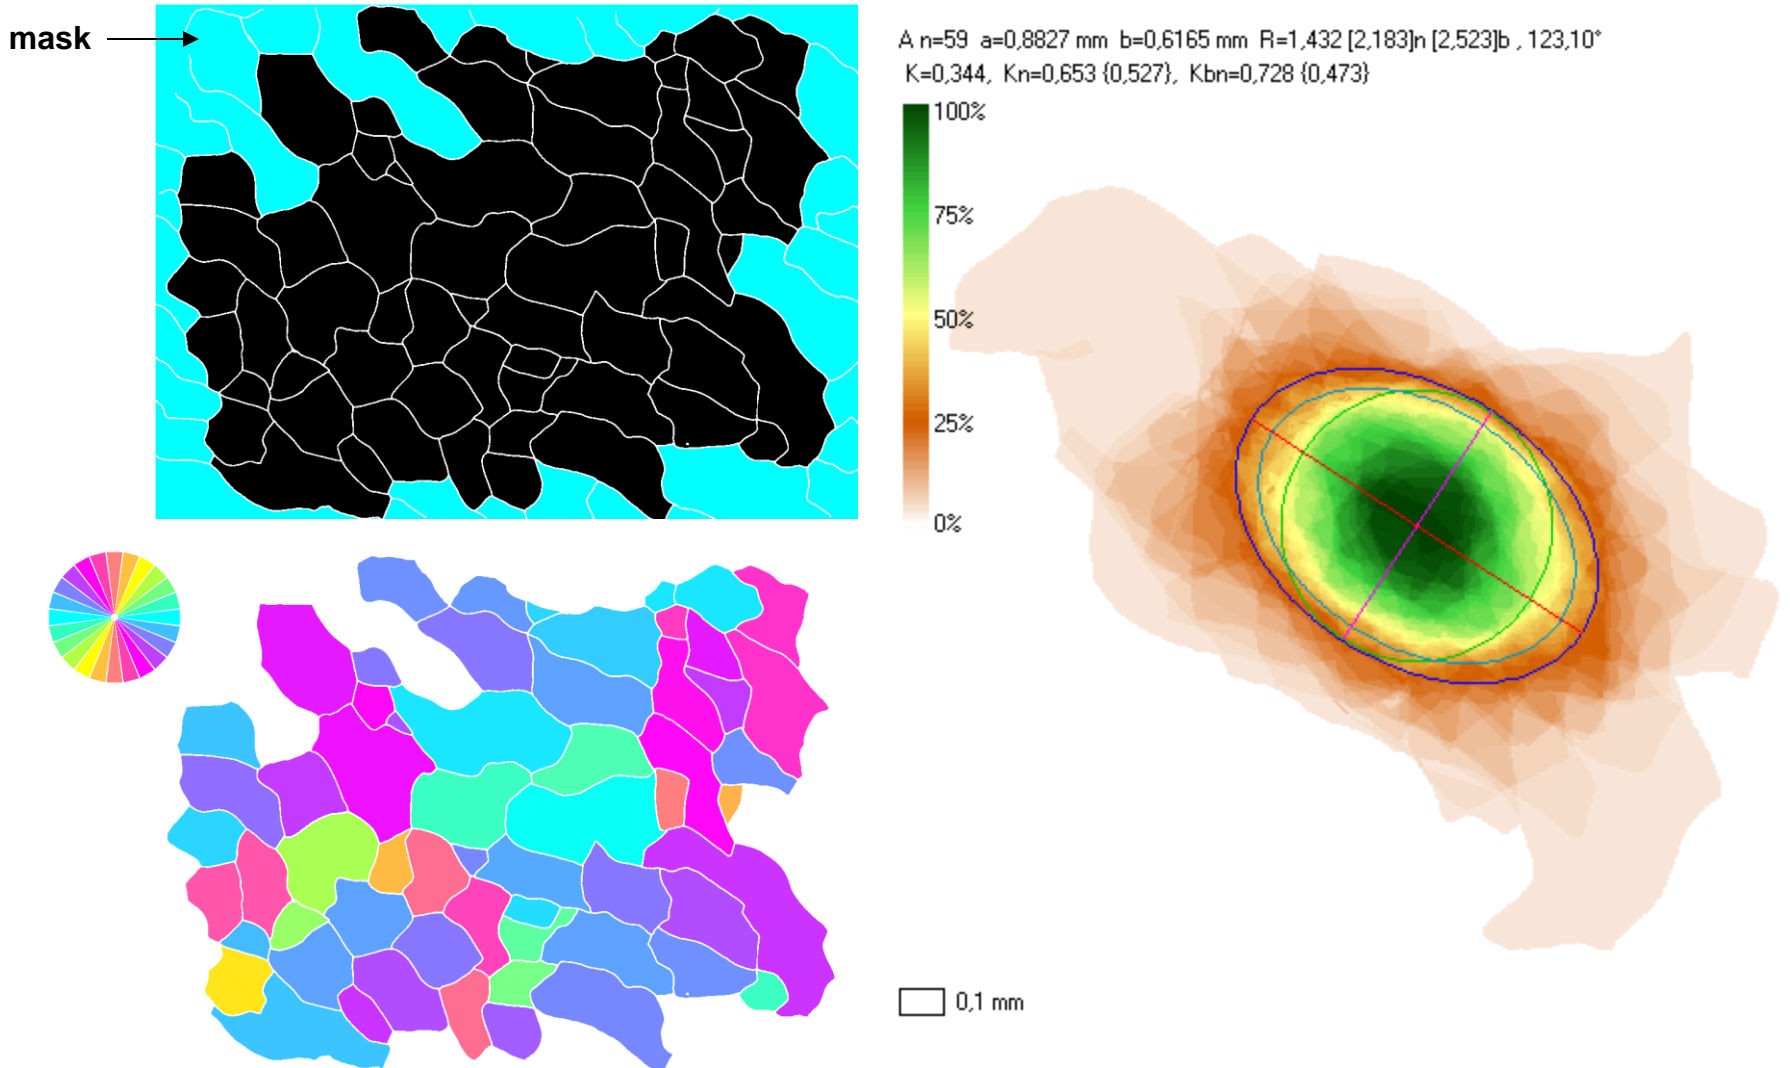 mask
A n=59 a=0,8827 mm b=0,6165 mm R=1,432 [2,183]n [2,523]b , 123,10°
K=0,344, Kn=0,653 {0,527}, Kbn=0,728 {0,473}
100%
75%
50%
25%
0%
0,1 mm